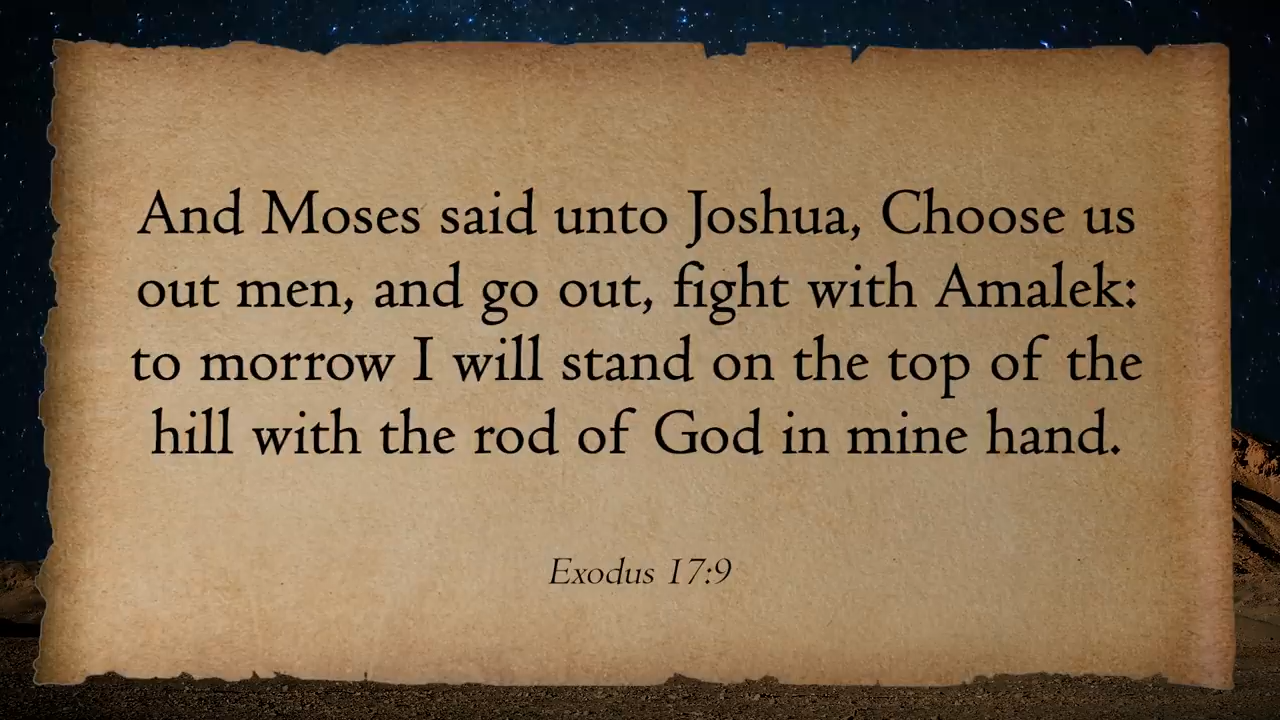 And Moses said unto Joshua, Choose us
out men, and go out, fight with Amalek:
to morrow I will stand on the top of the
hill with the rod of God in mine hand.
Exodus 17:9